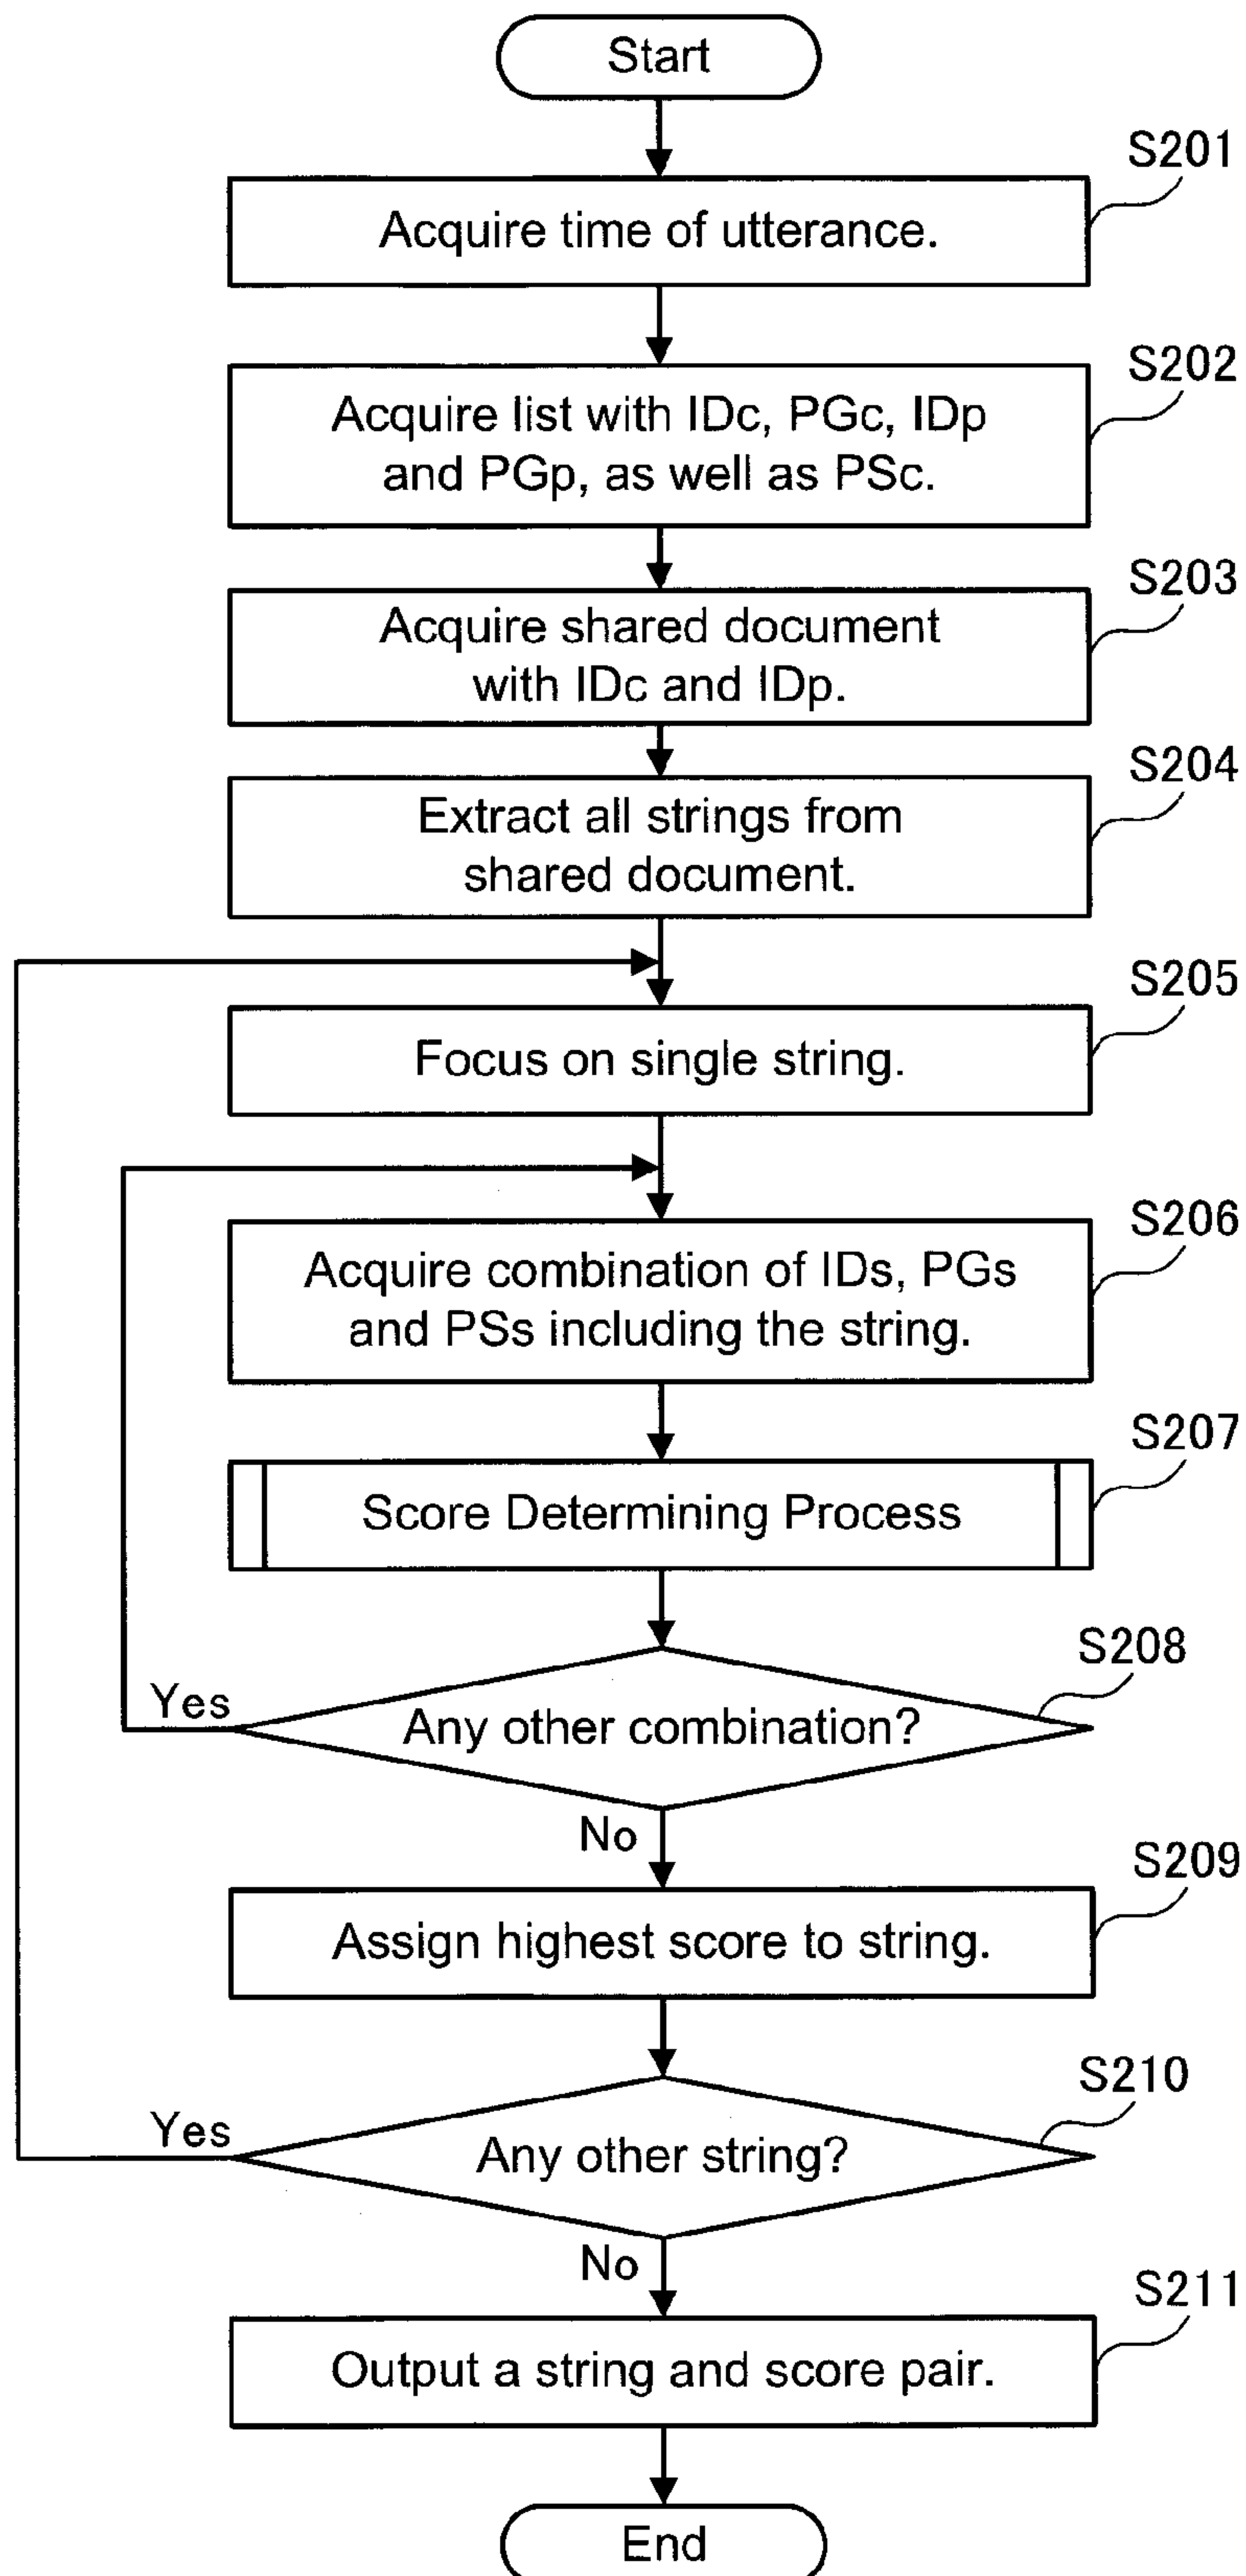 Start
S201
Acquire time of utterance.
S202
Acquire list with IDc, PGc, IDp
and PGp, as well as PSc.
S203
Acquire shared document
with IDc and IDp.
S204
Extract all strings from
shared document.
S205
Focus on single string.
S206
Acquire combination of IDs, PGs
and PSs including the string.
S207
Score Determining Process
S208
Yes
Any other combination?
No
S209
Assign highest score to string.
S210
Yes
Any other string?
No
S211
Output a string and score pair.
End